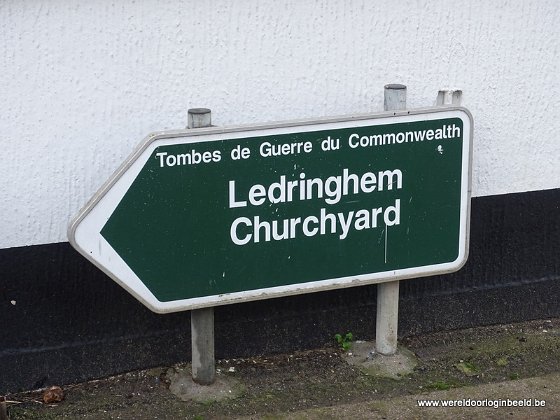 Tombes de Guerre du Commonwealth
Ledringhem
Churchyard
www.wereldoorloginbeeld.be